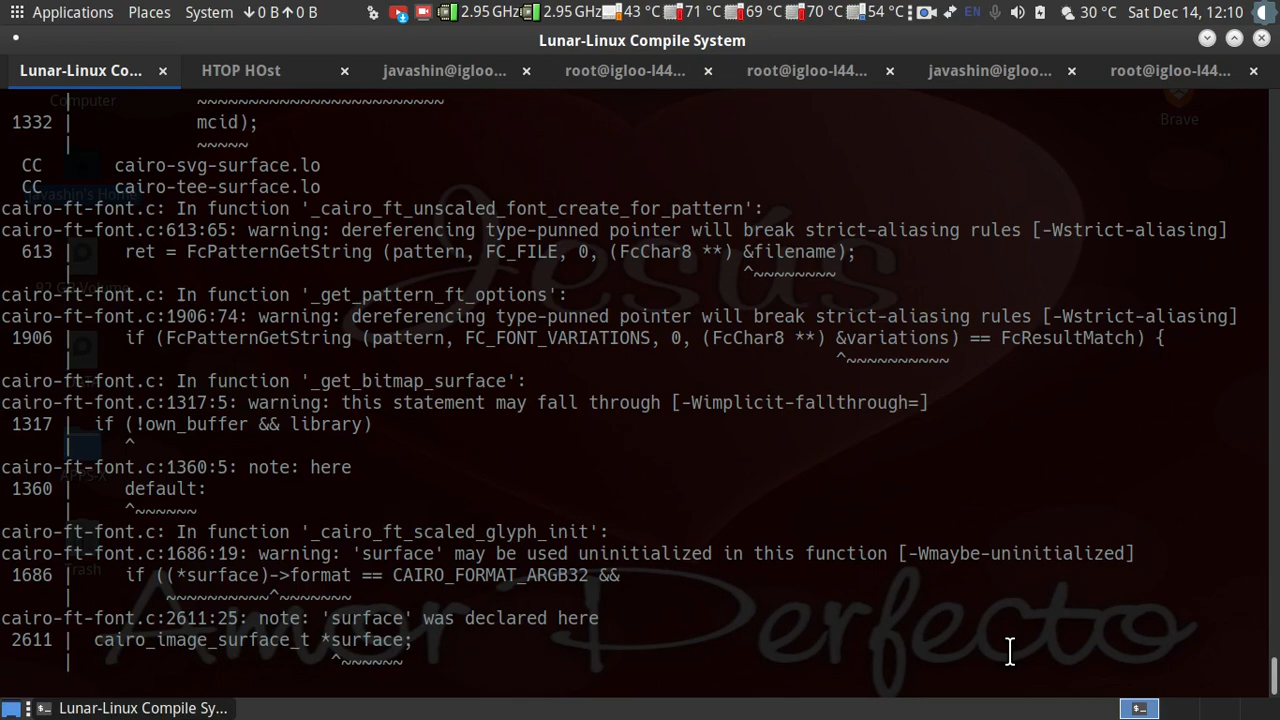 Applications Places System 0 B 0 B 2.95 GHz 2.95 GHz 43 °C 71 °C 69 °C 70 °C 54 °C EN 30 °C Sat Dec 14, 12:10
Lunar-Linux Compile System
Lunar-Linux Co... × HTOP HOst × javashin@igloo... × root@igloo-l44... × root@igloo-l44... × javashin@igloo... × root@igloo-l44... ×
Computer
Brave
| ~~~~~~~~~~~~~~~~~~~~~~~~
1332 | mcid);
| ~~~~~
CC cairo-svg-surface.lo
CC cairo-tee-surface.lo
javashin's Home
cairo-ft-font.c: In function '_cairo_ft_unscaled_font_create_for_pattern':
cairo-ft-font.c:613:65: warning: dereferencing type-punned pointer will break strict-aliasing rules [-Wstrict-aliasing]
613 | ret = FcPatternGetString (pattern, FC_FILE, 0, (FcChar8 **) &filename);
| ^~~~~~~~~
Jesús
cairo-ft-font.c: In function '_get_pattern_ft_options':
cairo-ft-font.c:1906:74: warning: dereferencing type-punned pointer will break strict-aliasing rules [-Wstrict-aliasing]
1906 | if (FcPatternGetString (pattern, FC_FONT_VARIATIONS, 0, (FcChar8 **) &variations) == FcResultMatch) {
| ^~~~~~~~~~~
cairo-ft-font.c: In function '_get_bitmap_surface':
cairo-ft-font.c:1317:5: warning: this statement may fall through [-Wimplicit-fallthrough=]
1317 | if (!own_buffer && library)
| ^
cairo-ft-font.c:1360:5: note: here
1360 | default:
| ^~~~~~~
cairo-ft-font.c: In function '_cairo_ft_scaled_glyph_init':
cairo-ft-font.c:1686:19: warning: 'surface' may be used uninitialized in this function [-Wmaybe-uninitialized]
Trash
1686 | if ((*surface)->format == CAIRO_FORMAT_ARGB32 &&
| ~~~~~~~~~~^~~~~~~~
cairo-ft-font.c:2611:25: note: 'surface' was declared here
2611 | cairo_image_surface_t *surface;
| ^~~~~~~
Amor Perfecto
Lunar-Linux Compile Sy...